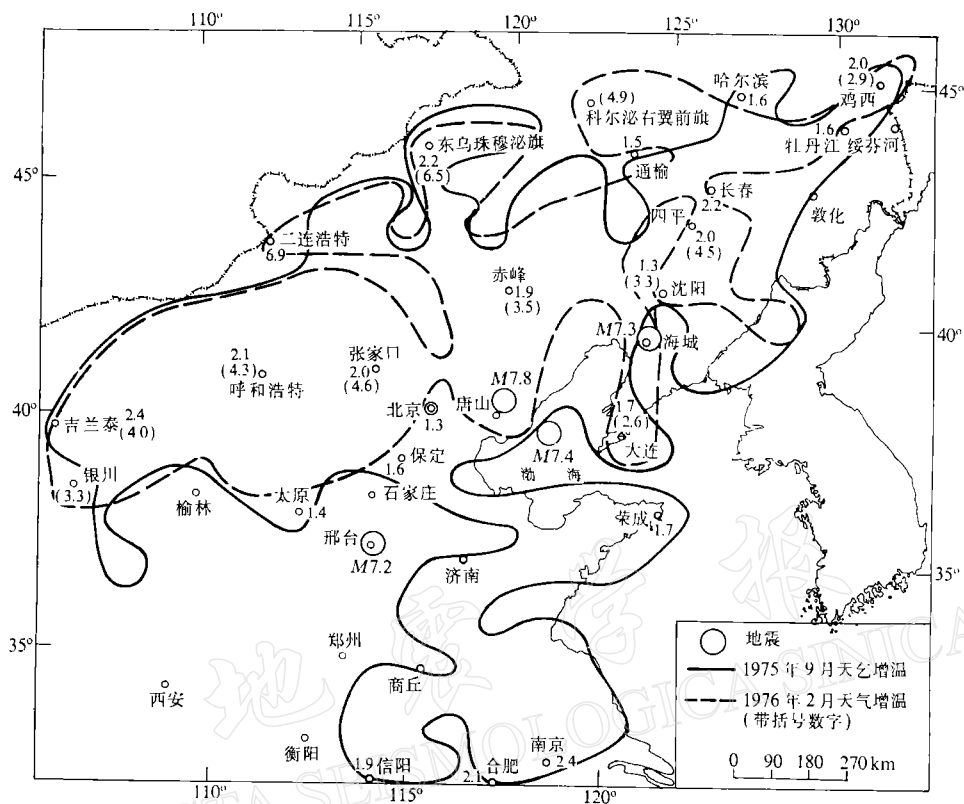 110° 115° 120° 125° 130°
45°
哈尔滨
1.6
2.0
(2.9)
鸡西
(4.9)
科尔泌右翼前旗
1.6
牡丹江 绥芬河
东乌珠穆泌旗
2.2
(6.5)
1.5
通榆
45°
长春
2.2
敦化
四平
2.0
(4.5)
二连浩特
6.9
1.3
(3.3)
沈阳
赤峰
1.9
(3.5)
M7.3
海城
40°
2.1
(4.3)
呼和浩特
张家口
2.0
(4.6)
M7.8
唐山
北京
1.3
40°
吉兰泰
2.4
(4.0)
1.7
(2.6)
大连
M7.4
渤 海
保定
1.6
银川
(3.3)
榆林
太原
1.4
石家庄
荣成
1.7
邢台
M7.2
济南
35°
郑州
35°
商丘
西安
衡阳
1.9
信阳
2.1
合肥
南京
2.4
110° 115° 120°
地震
1975年9月天乞增温
1976年2月天气增温
(带括号数字)
0 90 180 270 km
地震学报
SEISMOLOGICA SINICA